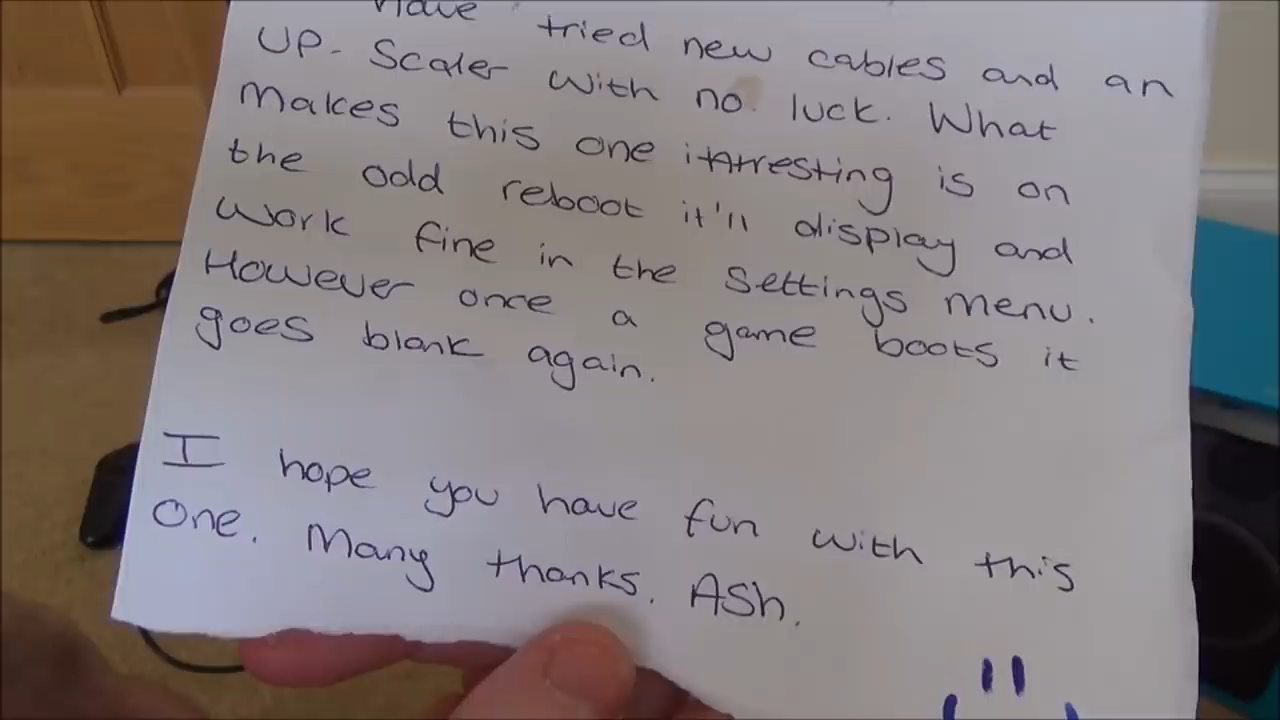 have tried new cables and an
UP-Scaler with no luck. What
makes this one intresting is on
the odd reboot it'll display and
work fine in the settings menu.
However once a game boots it
goes blank again.
I hope you have fun with this
One. Many thanks. ASh.